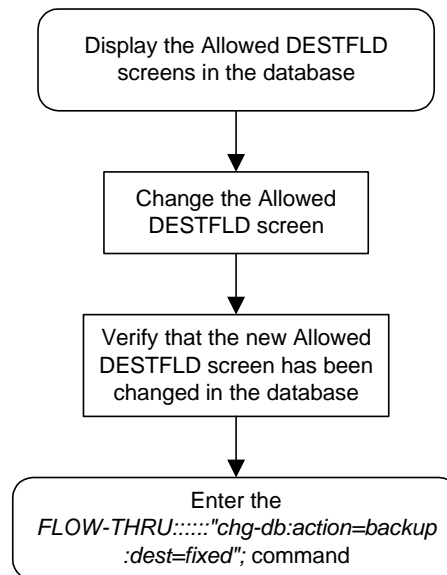 Display the Allowed DESTFLD
screens in the database
Change the Allowed
DESTFLD screen
Verify that the new Allowed
DESTFLD screen has been
changed in the database
Enter the
FLOW-THRU::::::"chg-db:action=backup
:dest=fixed"; command